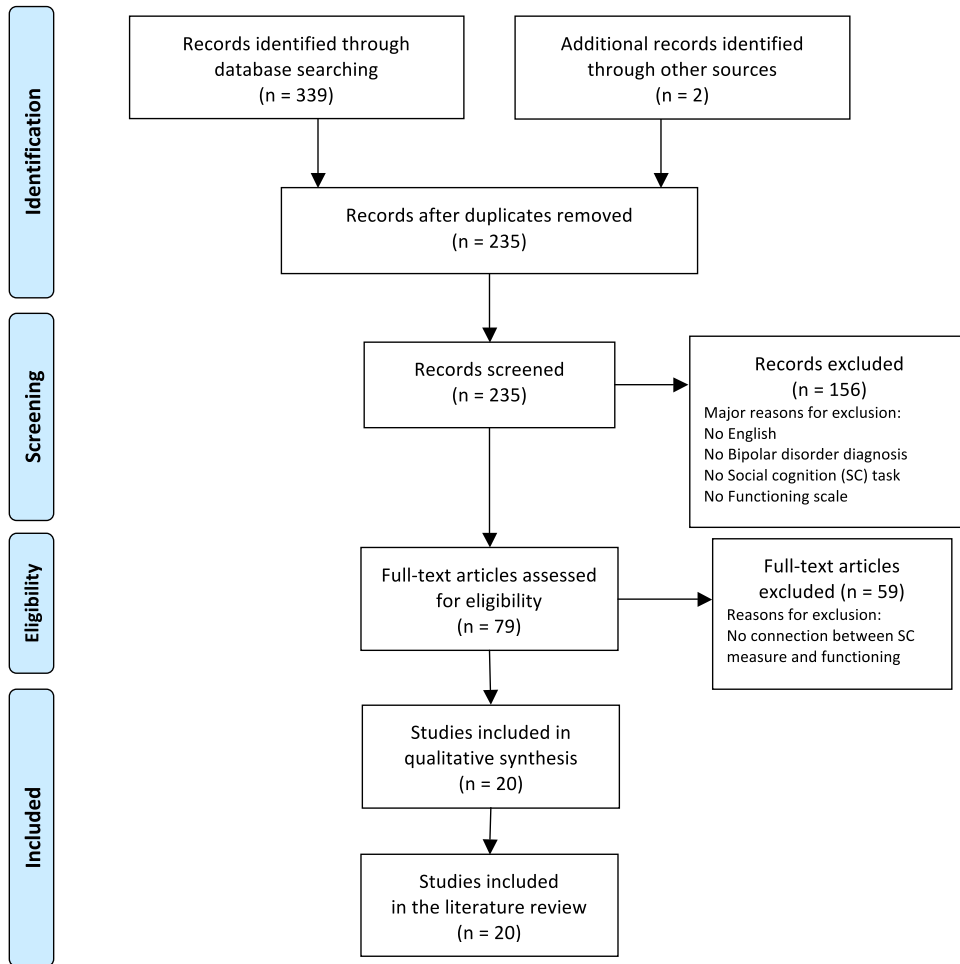 Identification
Records identified through
database searching
(n = 339)
Additional records identified
through other sources
(n = 2)
Records after duplicates removed
(n = 235)
Screening
Records screened
(n = 235)
Records excluded
(n = 156)
Major reasons for exclusion:
No English
No Bipolar disorder diagnosis
No Social cognition (SC) task
No Functioning scale
Eligibility
Full-text articles assessed
for eligibility
(n = 79)
Full-text articles
excluded (n = 59)
Reasons for exclusion:
No connection between SC
measure and functioning
Included
Studies included in
qualitative synthesis
(n = 20)
Studies included
in the literature review
(n = 20)